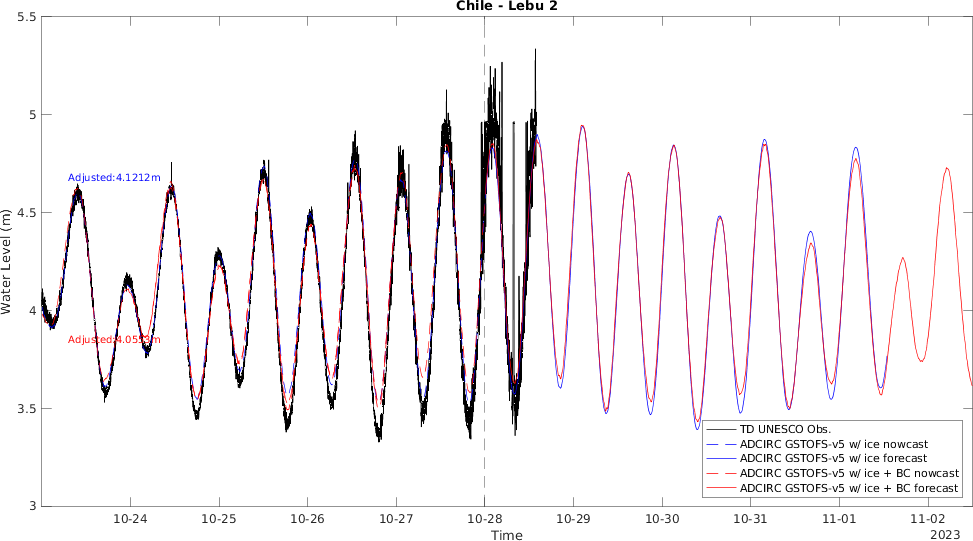 Chile - Lebu 2
5.5
5
4.5
4
3.5
3
Water Level (m)
Adjusted:4.1212m
TD UNESCO Obs.
ADCIRC GSTOFS-v5 w/ ice nowcast
ADCIRC GSTOFS-v5 w/ ice forecast
ADCIRC GSTOFS-v5 w/ ice + BC nowcast
ADCIRC GSTOFS-v5 w/ ice + BC forecast
10-24 10-25 10-26 10-27 10-28 10-29 10-30 10-31 11-01 11-02
Time
2023